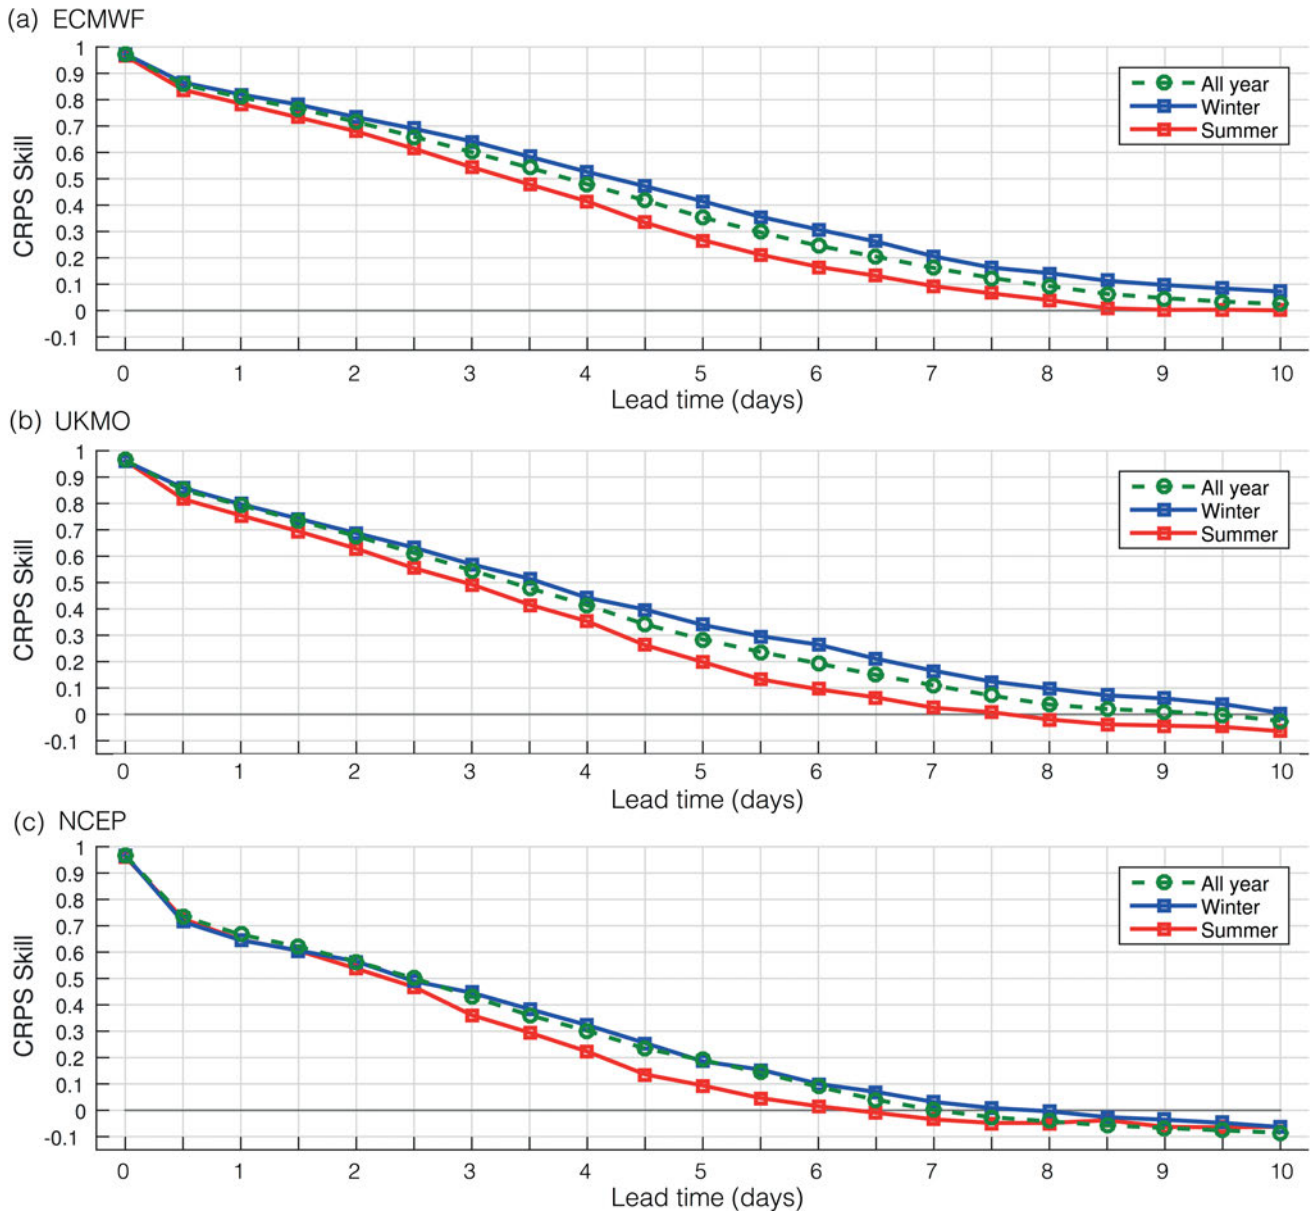 (a) ECMWF
1
0.9
0.8
0.7
0.6
0.5
0.4
0.3
0.2
0.1
0
-0.1
CRPS Skill
All year
Winter
Summer
0 1 2 3 4 5 6 7 8 9 10
Lead time (days)
(b) UKMO
1
0.9
0.8
0.7
0.6
0.5
0.4
0.3
0.2
0.1
0
-0.1
CRPS Skill
All year
Winter
Summer
0 1 2 3 4 5 6 7 8 9 10
Lead time (days)
(c) NCEP
1
0.9
0.8
0.7
0.6
0.5
0.4
0.3
0.2
0.1
0
-0.1
CRPS Skill
All year
Winter
Summer
0 1 2 3 4 5 6 7 8 9 10
Lead time (days)